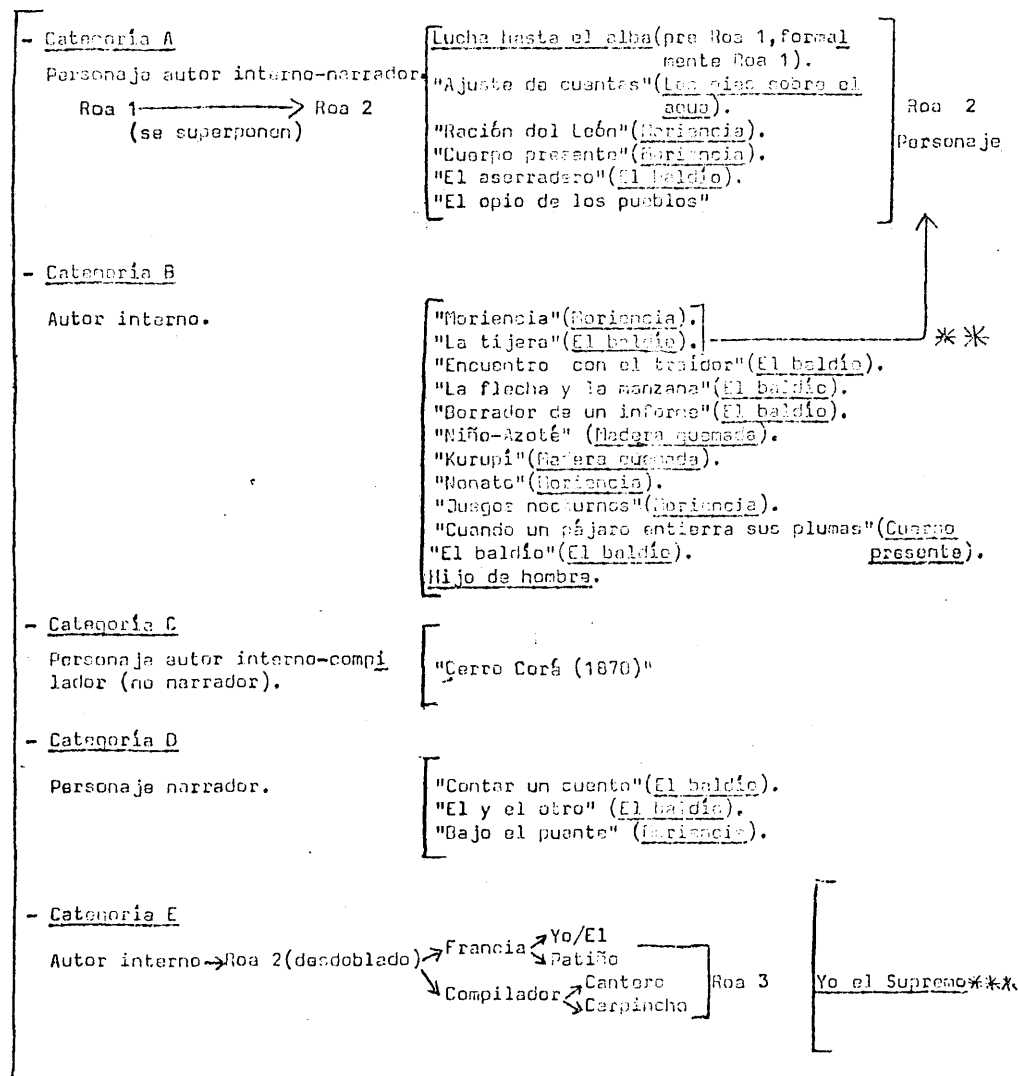 - Categoría A
Personaje autor interno-narrador.
Roa 1 → Roa 2
(se superponen)
Lucha hasta el alba(pre Roa 1,formal
mente Roa 1).
"Ajuste de cuentas"(Los pies sobre el
agua).
"Ración del León"(Moriencia).
"Cuerpo presente"(Moriencia).
"El aserradero"(El baldío).
"El opio de los pueblos"
Roa 2
Personaje
- Categoría B
Autor interno.
"Moriencia"(Moriencia).
"La tijera"(El baldío). **
"Encuentro con el traidor"(El baldío).
"La flecha y la manzana"(El baldío).
"Borrador de un informe"(El baldío).
"Niño-Azoté" (Madera quemada).
"Kurupí"(Madera quemada).
"Nonato"(Moriencia).
"Juegos nocturnos"(Moriencia).
"Cuando un pájaro entierra sus plumas"(Cuerpo
"El baldío"(El baldío). presente).
Hijo de hombre.
- Categoría C
Personaje autor interno-compi
lador (no narrador).
"Cerro Corá (1870)"
- Categoría D
Personaje narrador.
"Contar un cuento"(El baldío).
"El y el otro" (El baldío).
"Bajo el puente" (Moriencia).
- Categoría E
Autor interno→Roa 2(desdoblado)
Francia
Yo/El
Patiño
Compilador
Cantero
Carpincho
Roa 3
Yo el Supremo***